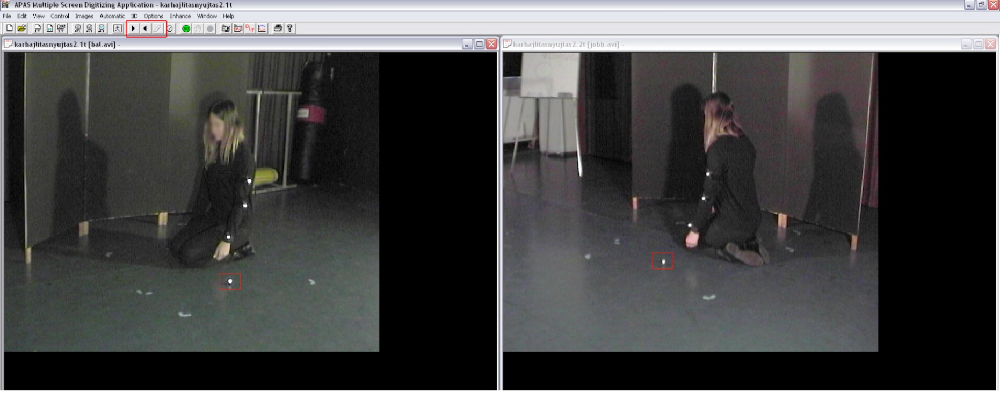 APAS Multiple Screen Digitizing Application - karhajlitasnyujtas2.1t
File Edit View Control Images Automatic 3D Options Enhance Window Help
karhajlitasnyujtas2.1t [bal.avi] -
karhajlitasnyujtas2.2t [jobb.avi] -